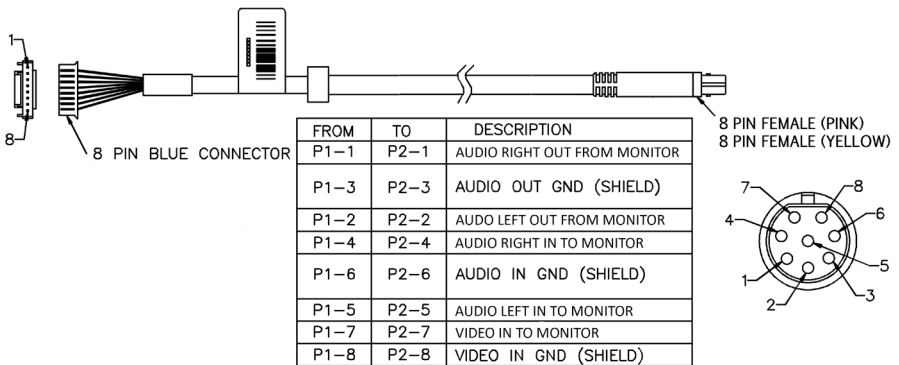 1
8
8 PIN BLUE CONNECTOR
8 PIN FEMALE (PINK)
8 PIN FEMALE (YELLOW)
FROM TO DESCRIPTION
P1-1 P2-1 AUDIO RIGHT OUT FROM MONITOR
P1-3 P2-3 AUDIO OUT GND (SHIELD)
P1-2 P2-2 AUDO LEFT OUT FROM MONITOR
P1-4 P2-4 AUDIO RIGHT IN TO MONITOR
P1-6 P2-6 AUDIO IN GND (SHIELD)
P1-5 P2-5 AUDIO LEFT IN TO MONITOR
P1-7 P2-7 VIDEO IN TO MONITOR
P1-8 P2-8 VIDEO IN GND (SHIELD)
7 8
4 6
5
1 3
2